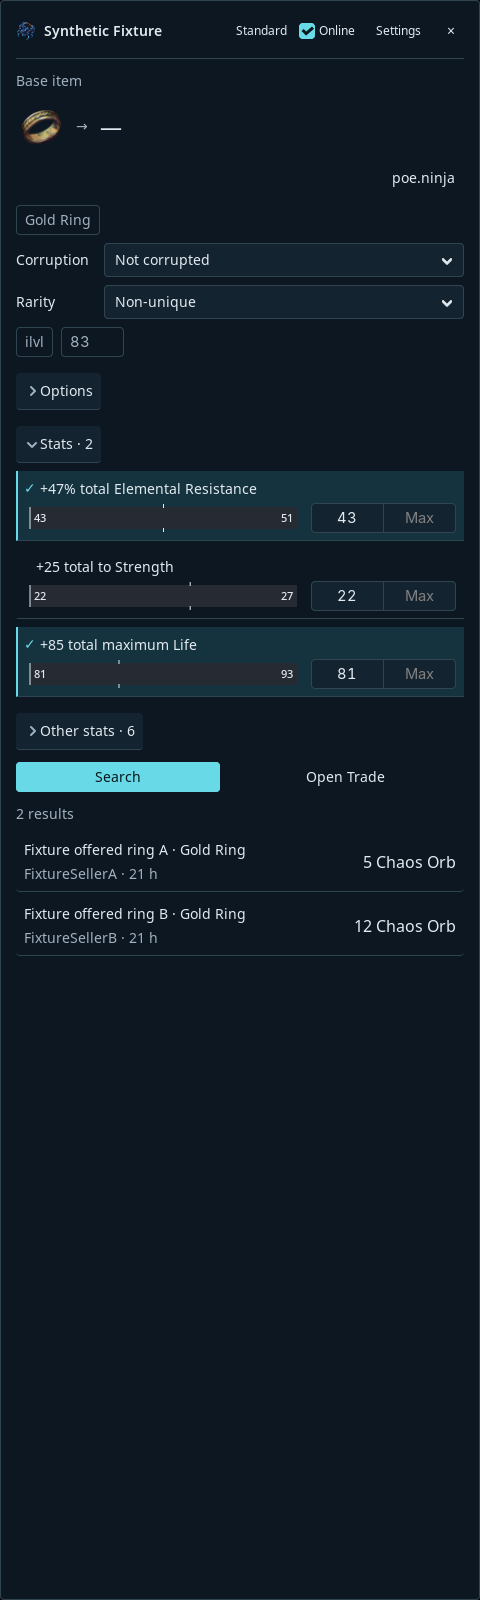 Synthetic Fixture Standard Online Settings ×
Base item
→ —
poe.ninja
Gold Ring
Corruption Not corrupted
Rarity Non-unique
ilvl 83
Options
Stats · 2
✓ +47% total Elemental Resistance
43 51 43 Max
+25 total to Strength
22 27 22 Max
✓ +85 total maximum Life
81 93 81 Max
Other stats · 6
Search Open Trade
2 results
Fixture offered ring A · Gold Ring
5 Chaos Orb
FixtureSellerA · 21 h
Fixture offered ring B · Gold Ring
12 Chaos Orb
FixtureSellerB · 21 h